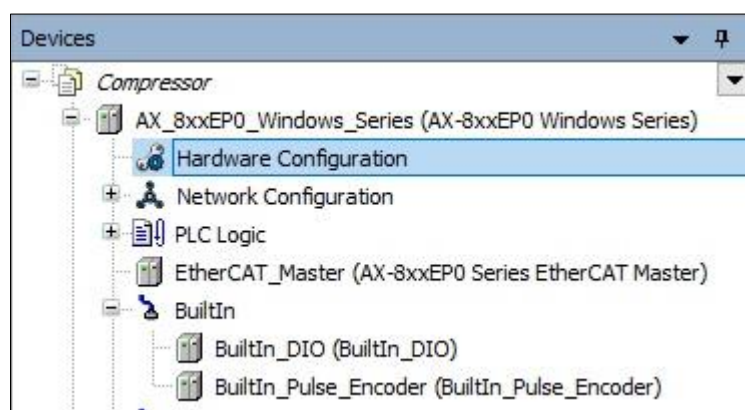 Devices
Compressor
AX_8xxEP0_Windows_Series (AX-8xxEP0 Windows Series)
Hardware Configuration
Network Configuration
PLC Logic
EtherCAT_Master (AX-8xxEP0 Series EtherCAT Master)
BuiltIn
BuiltIn_DIO (BuiltIn_DIO)
BuiltIn_Pulse_Encoder (BuiltIn_Pulse_Encoder)